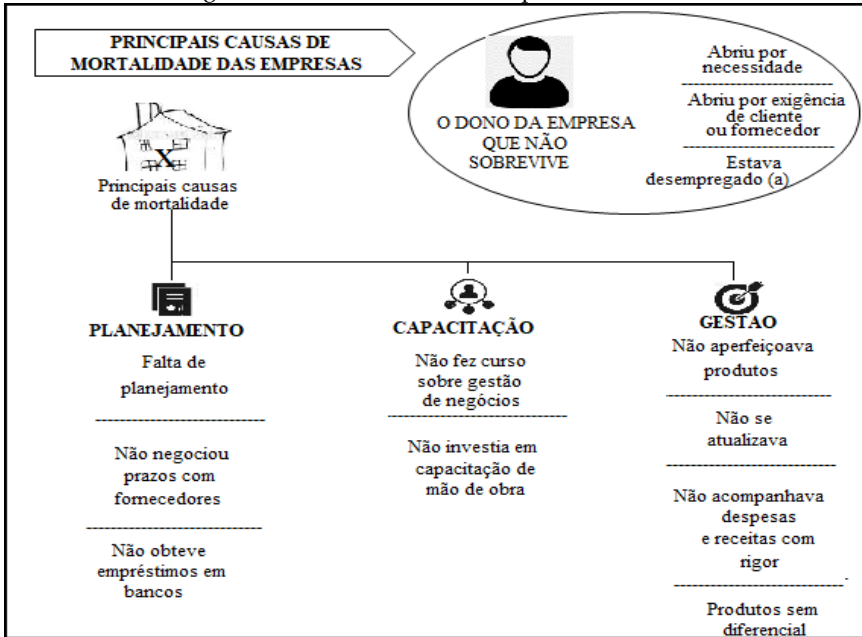 PRINCIPAIS CAUSAS DE
MORTALIDADE DAS EMPRESAS
O DONO DA EMPRESA
QUE NÃO
SOBREVIVE
Abriu por
necessidade
Abriu por exigência
de cliente
ou fornecedor
Estava
desempregado (a)
X
Principais causas
de mortalidade
PLANEJAMENTO
Falta de
planejamento
Não negociou
prazos com
fornecedores
Não obteve
empréstimos em
bancos
CAPACITAÇÃO
Não fez curso
sobre gestão
de negócios
Não investia em
capacitação de
mão de obra
GESTAO
Não aperfeiçoava
produtos
Não se
atualizava
Não acompanhava
despesas
e receitas com
rigor
Produtos sem
diferencial